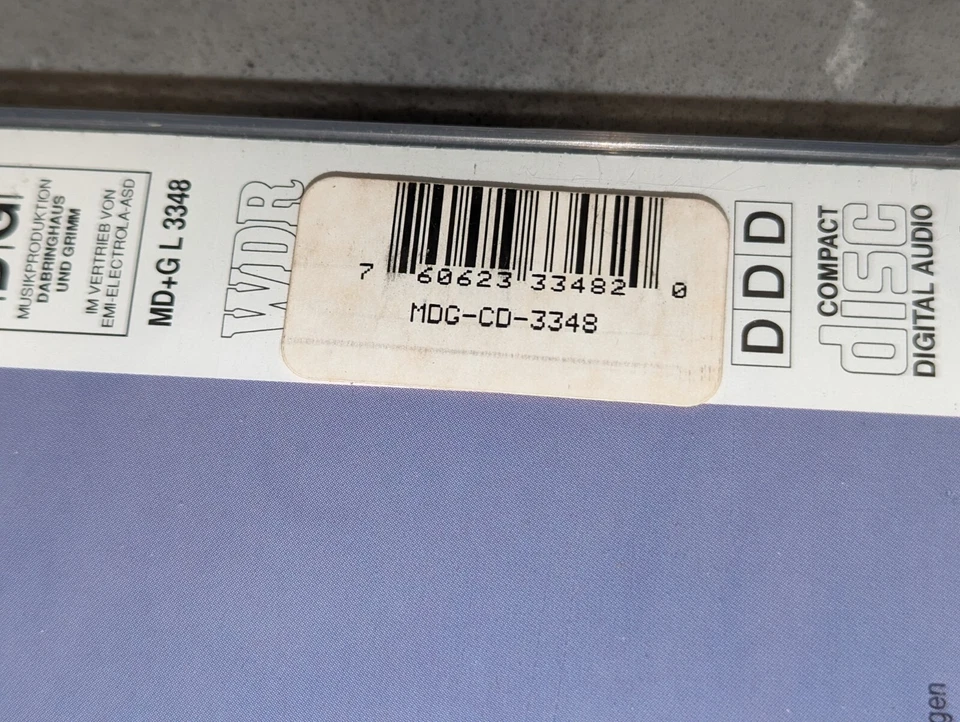 MUSIKPRODUKTION
DABRINGHAUS
UND GRIMM
IM VERTRIEB VON
EMI-ELECTROLA-ASD
MD+G L 3348
WDR
7 60623 33482 0
MDG-CD-3348
D D D
COMPACT
disc
DIGITAL AUDIO
gen